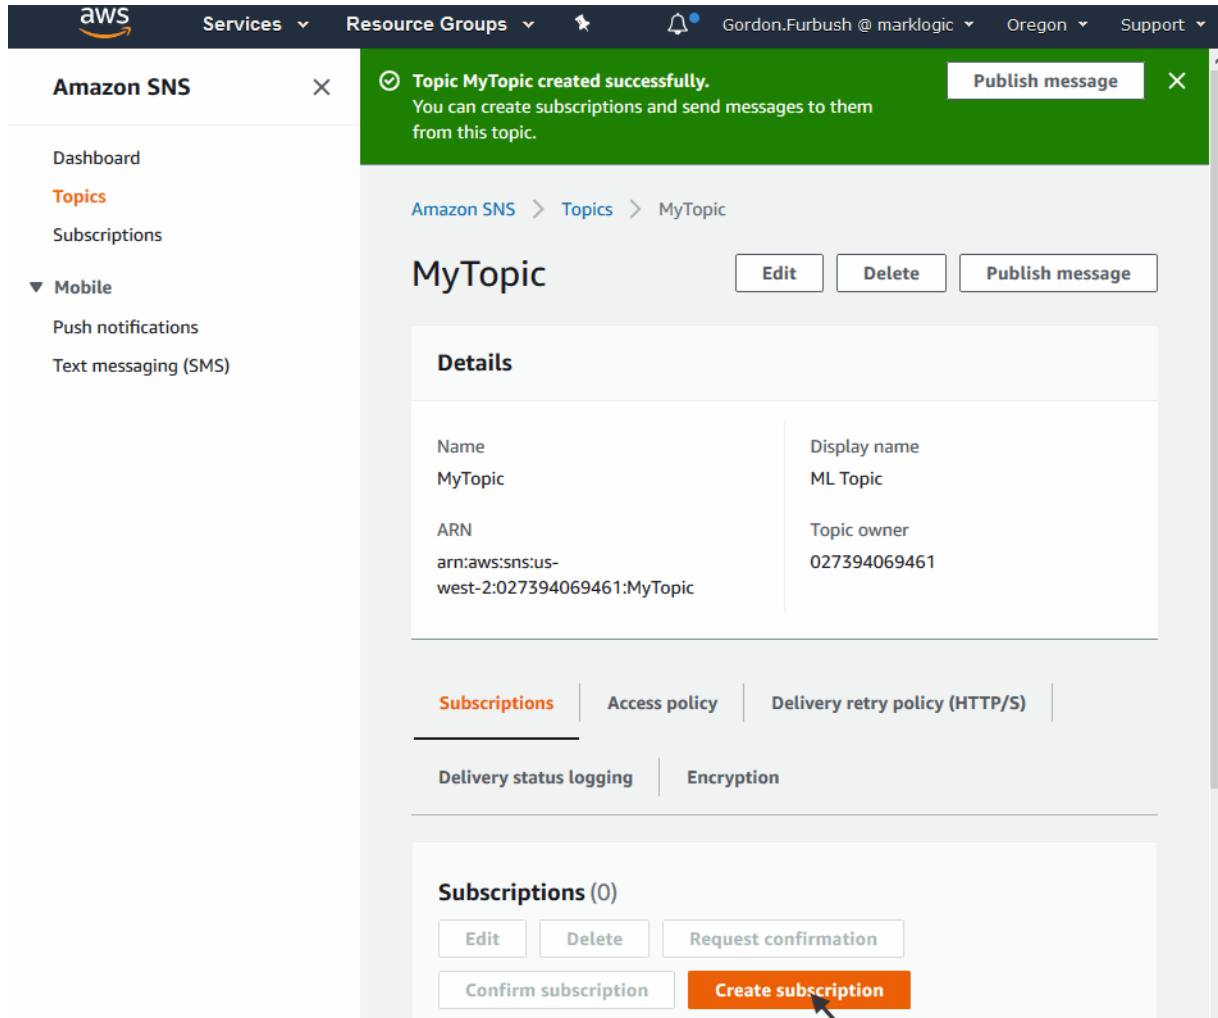 aws Services Resource Groups Gordon.Furbush @ marklogic Oregon Support
Amazon SNS
Dashboard
Topics
Subscriptions
Mobile
Push notifications
Text messaging (SMS)
Topic MyTopic created successfully.
You can create subscriptions and send messages to them
from this topic.
Publish message
Amazon SNS > Topics > MyTopic
MyTopic
Edit Delete Publish message
Details
Name
MyTopic
ARN
arn:aws:sns:us-
west-2:027394069461:MyTopic
Display name
ML Topic
Topic owner
027394069461
Subscriptions Access policy Delivery retry policy (HTTP/S)
Delivery status logging Encryption
Subscriptions (0)
Edit Delete Request confirmation
Confirm subscription Create subscription